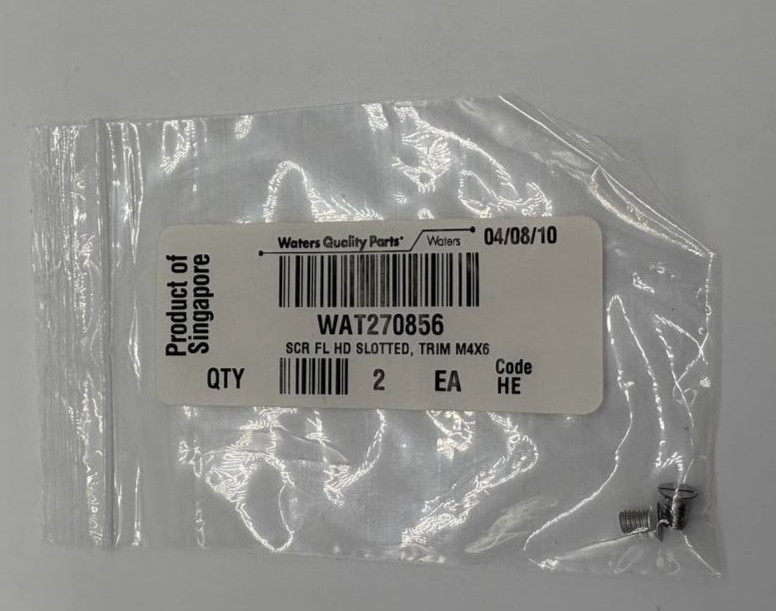 Product of
Singapore
Waters Quality Parts® Waters 04/08/10
WAT270856
SCR FL HD SLOTTED, TRIM M4X6
QTY 2 EA Code
HE